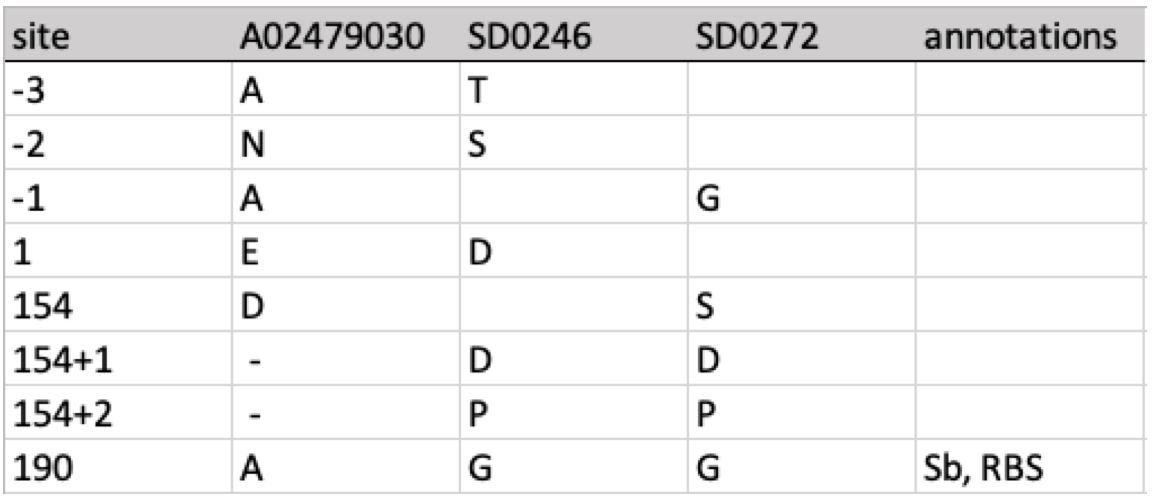 site A02479030 SD0246 SD0272 annotations
-3 A T
-2 N S
-1 A G
1 E D
154 D S
154+1 - D D
154+2 - P P
190 A G G Sb, RBS